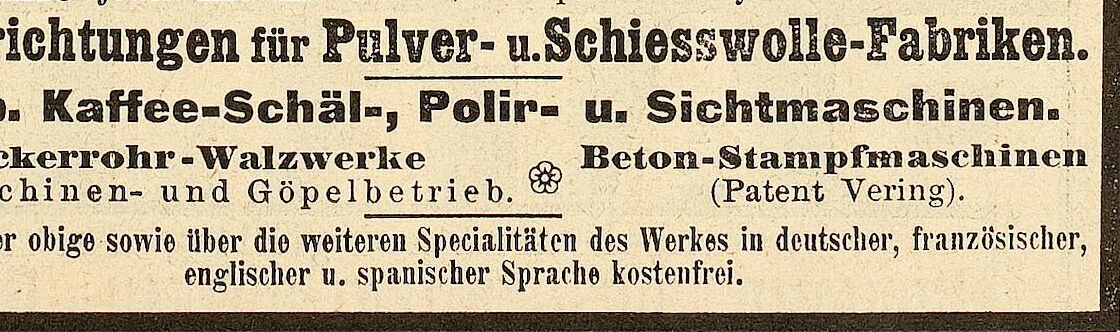 richtungen für Pulver- u. Schiesswolle-Fabriken.
. Kaffee-Schäl-, Polir- u. Sichtmaschinen.
ckerrohr-Walzwerke
chinen- und Göpelbetrieb.
Beton-Stampfmaschinen
(Patent Vering).
er obige sowie über die weiteren Specialitäten des Werkes in deutscher, französischer,
englischer u. spanischer Sprache kostenfrei.